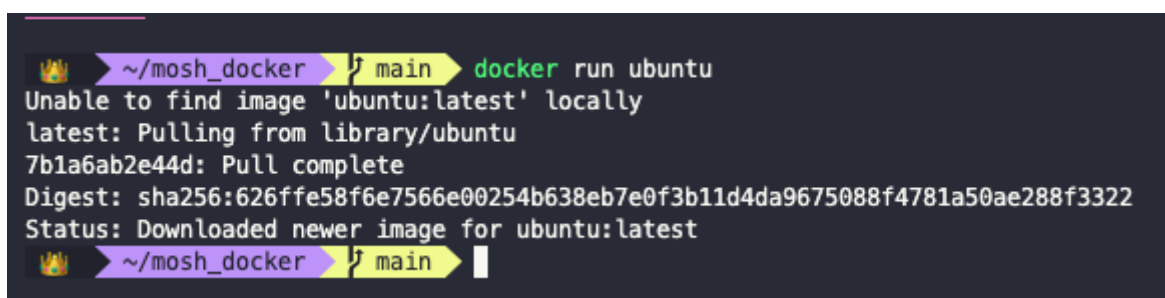 ~/mosh_docker main docker run ubuntu
Unable to find image 'ubuntu:latest' locally
latest: Pulling from library/ubuntu
7b1a6ab2e44d: Pull complete
Digest: sha256:626ffe58f6e7566e00254b638eb7e0f3b11d4da9675088f4781a50ae288f3322
Status: Downloaded newer image for ubuntu:latest
~/mosh_docker main